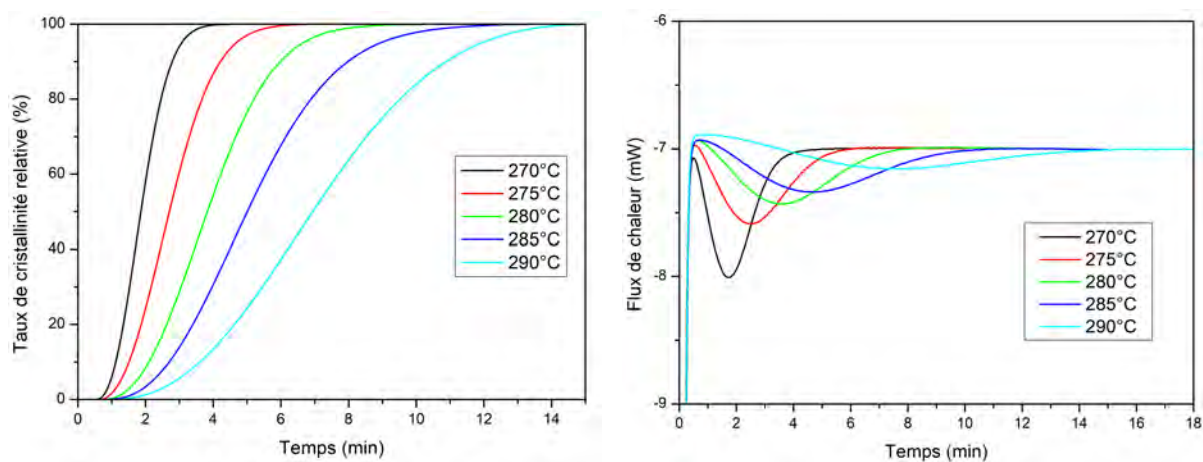 Taux de cristallinité relative (%)
100
80
60
40
20
0
0 2 4 6 8 10 12 14
Temps (min)
270°C
275°C
280°C
285°C
290°C
Flux de chaleur (mW)
-6
-7
-8
-9
0 2 4 6 8 10 12 14 16 18
Temps (min)
270°C
275°C
280°C
285°C
290°C